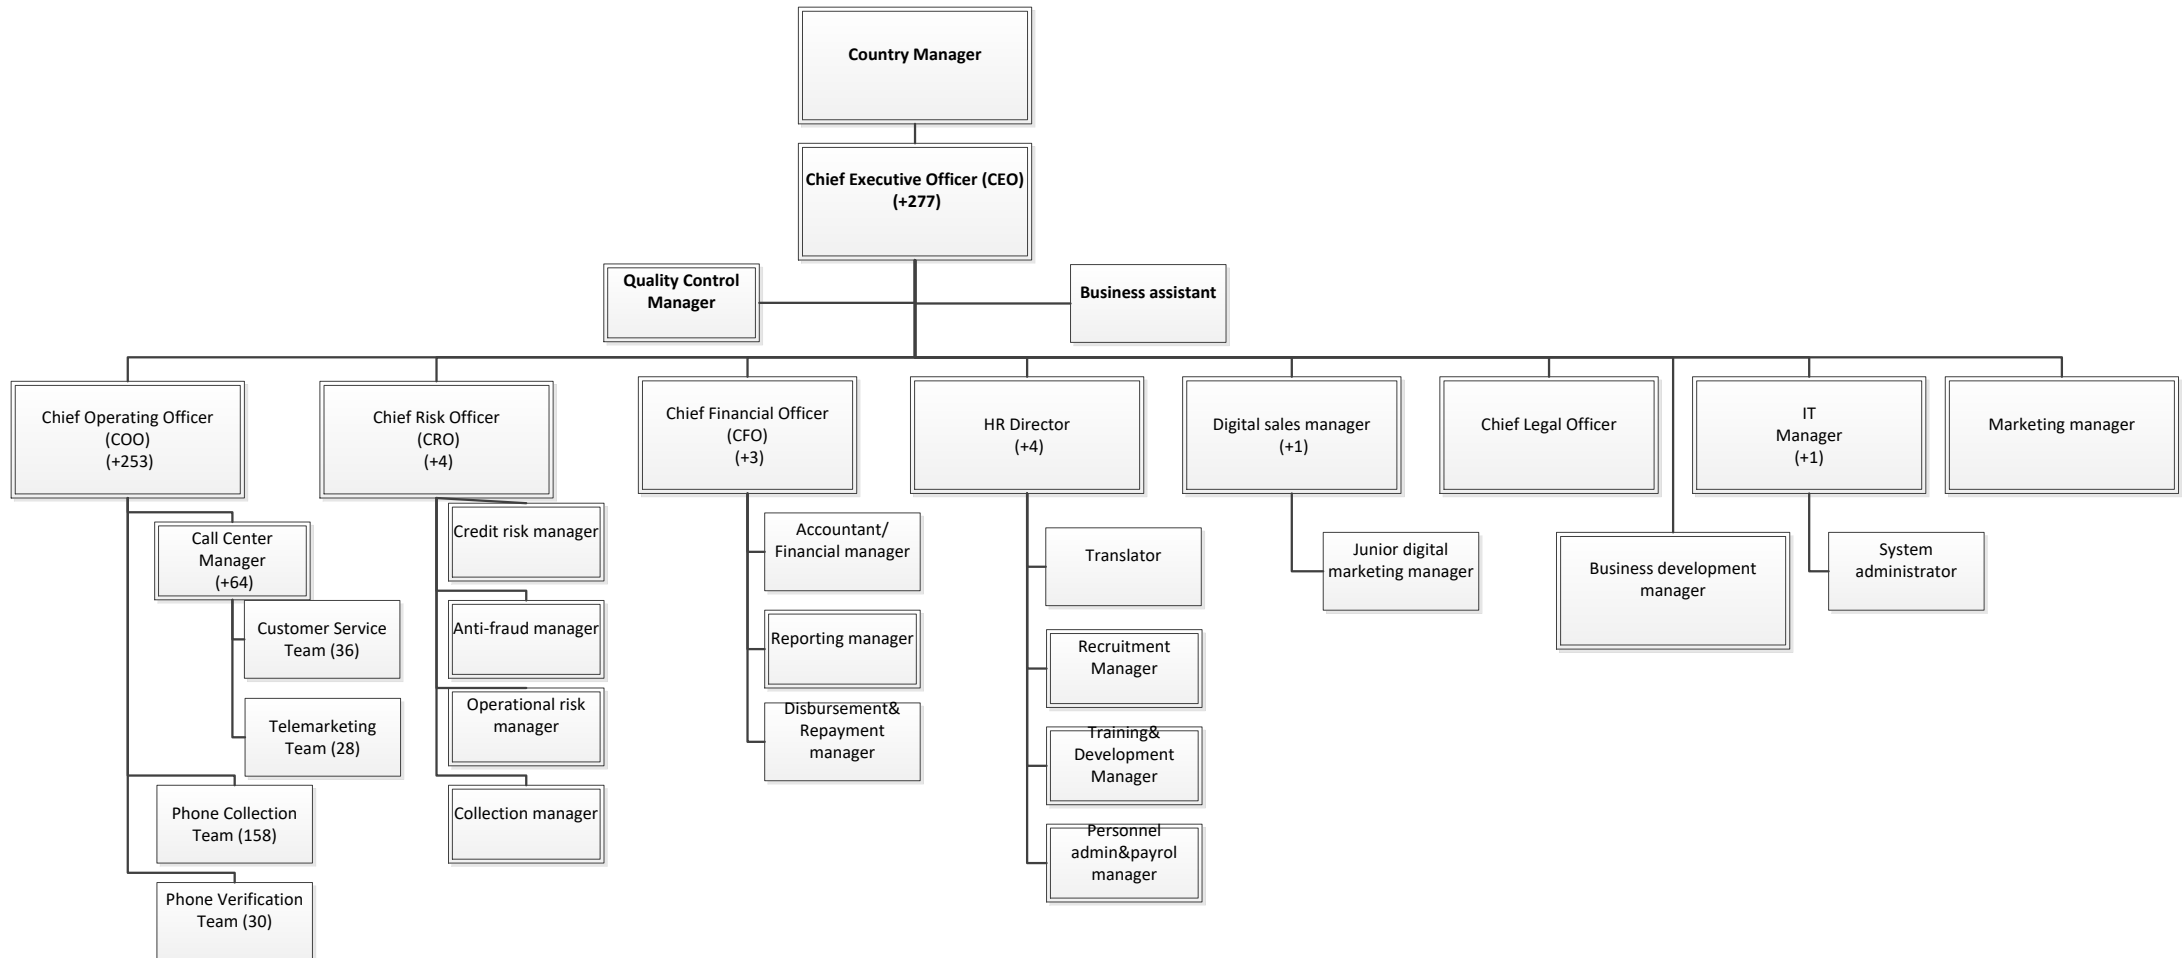 Country Manager
Chief Executive Officer (CEO)
(+277)
Quality Control
Manager
Business assistant
Chief Operating Officer
(COO)
(+253)
Chief Risk Officer
(CRO)
(+4)
Chief Financial Officer
(CFO)
(+3)
HR Director
(+4)
Digital sales manager
(+1)
Chief Legal Officer
IT
Manager
(+1)
Marketing manager
Call Center
Manager
(+64)
Customer Service
Team (36)
Telemarketing
Team (28)
Phone Collection
Team (158)
Phone Verification
Team (30)
Credit risk manager
Anti-fraud manager
Operational risk
manager
Collection manager
Accountant/
Financial manager
Reporting manager
Disbursement&
Repayment
manager
Translator
Recruitment
Manager
Training&
Development
Manager
Personnel
admin&payrol
manager
Junior digital
marketing manager
Business development
manager
System
administrator